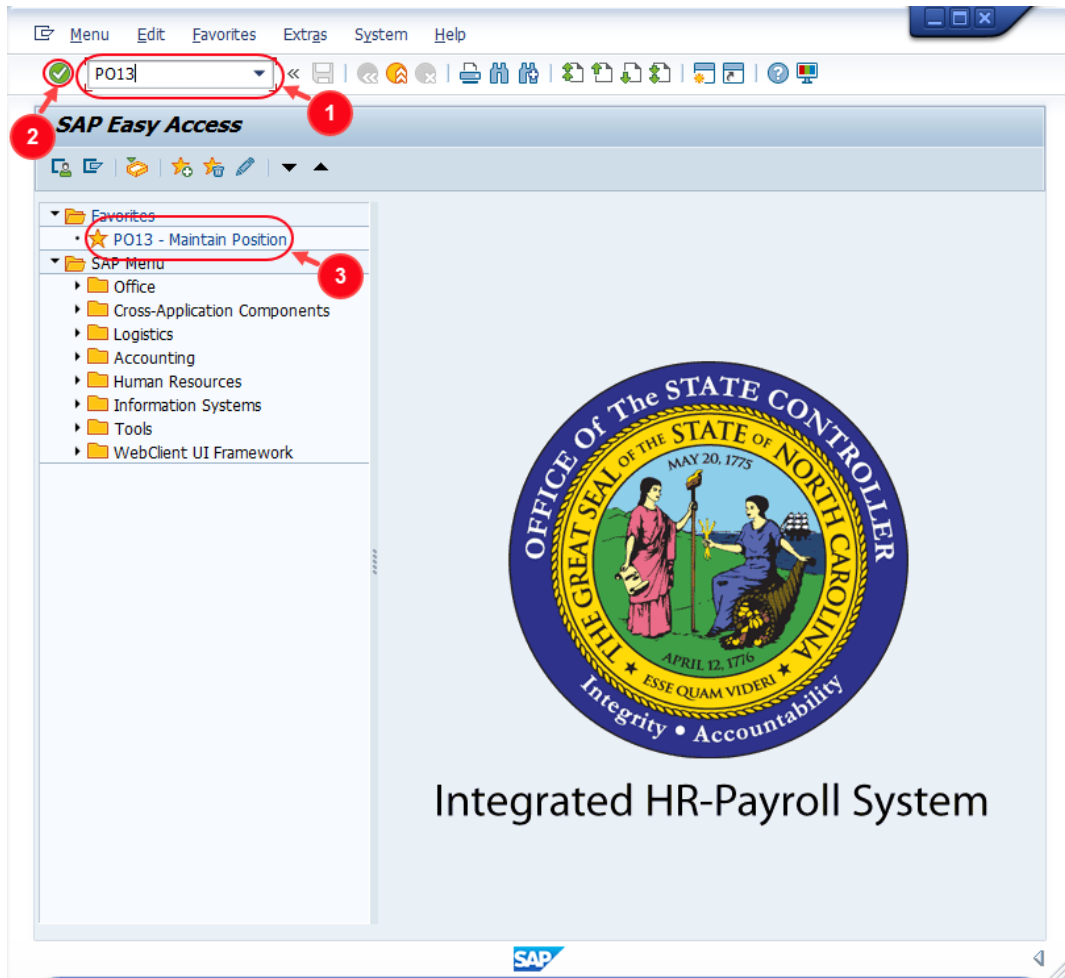 Menu Edit Favorites Extras System Help
PO13
1
2
SAP Easy Access
Favorites
PO13 - Maintain Position
3
SAP Menu
Office
Cross-Application Components
Logistics
Accounting
Human Resources
Information Systems
Tools
WebClient UI Framework
OFFICE Of The STATE CONTROLLER
THE GREAT SEAL OF THE STATE OF NORTH CAROLINA
MAY 20, 1775
APRIL 12, 1776
ESSE QUAM VIDERI
Integrity • Accountability
Integrated HR-Payroll System
SAP